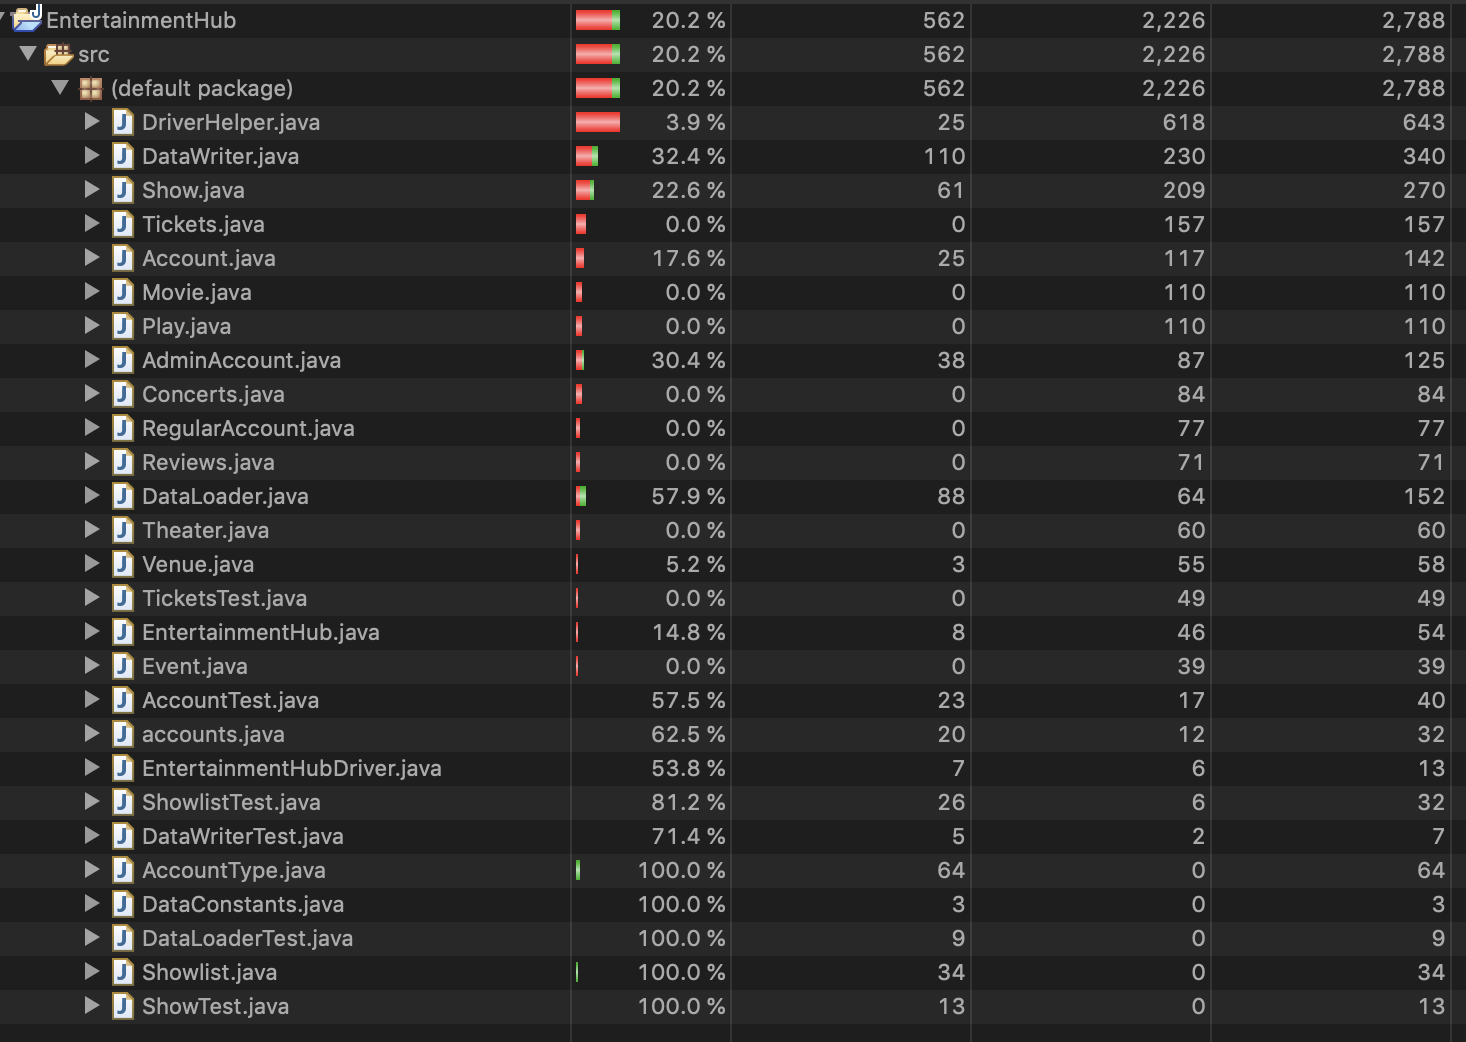 EntertainmentHub 20.2 % 562 2,226 2,788
src 20.2 % 562 2,226 2,788
(default package) 20.2 % 562 2,226 2,788
DriverHelper.java 3.9 % 25 618 643
DataWriter.java 32.4 % 110 230 340
Show.java 22.6 % 61 209 270
Tickets.java 0.0 % 0 157 157
Account.java 17.6 % 25 117 142
Movie.java 0.0 % 0 110 110
Play.java 0.0 % 0 110 110
AdminAccount.java 30.4 % 38 87 125
Concerts.java 0.0 % 0 84 84
RegularAccount.java 0.0 % 0 77 77
Reviews.java 0.0 % 0 71 71
DataLoader.java 57.9 % 88 64 152
Theater.java 0.0 % 0 60 60
Venue.java 5.2 % 3 55 58
TicketsTest.java 0.0 % 0 49 49
EntertainmentHub.java 14.8 % 8 46 54
Event.java 0.0 % 0 39 39
AccountTest.java 57.5 % 23 17 40
accounts.java 62.5 % 20 12 32
EntertainmentHubDriver.java 53.8 % 7 6 13
ShowlistTest.java 81.2 % 26 6 32
DataWriterTest.java 71.4 % 5 2 7
AccountType.java 100.0 % 64 0 64
DataConstants.java 100.0 % 3 0 3
DataLoaderTest.java 100.0 % 9 0 9
Showlist.java 100.0 % 34 0 34
ShowTest.java 100.0 % 13 0 13